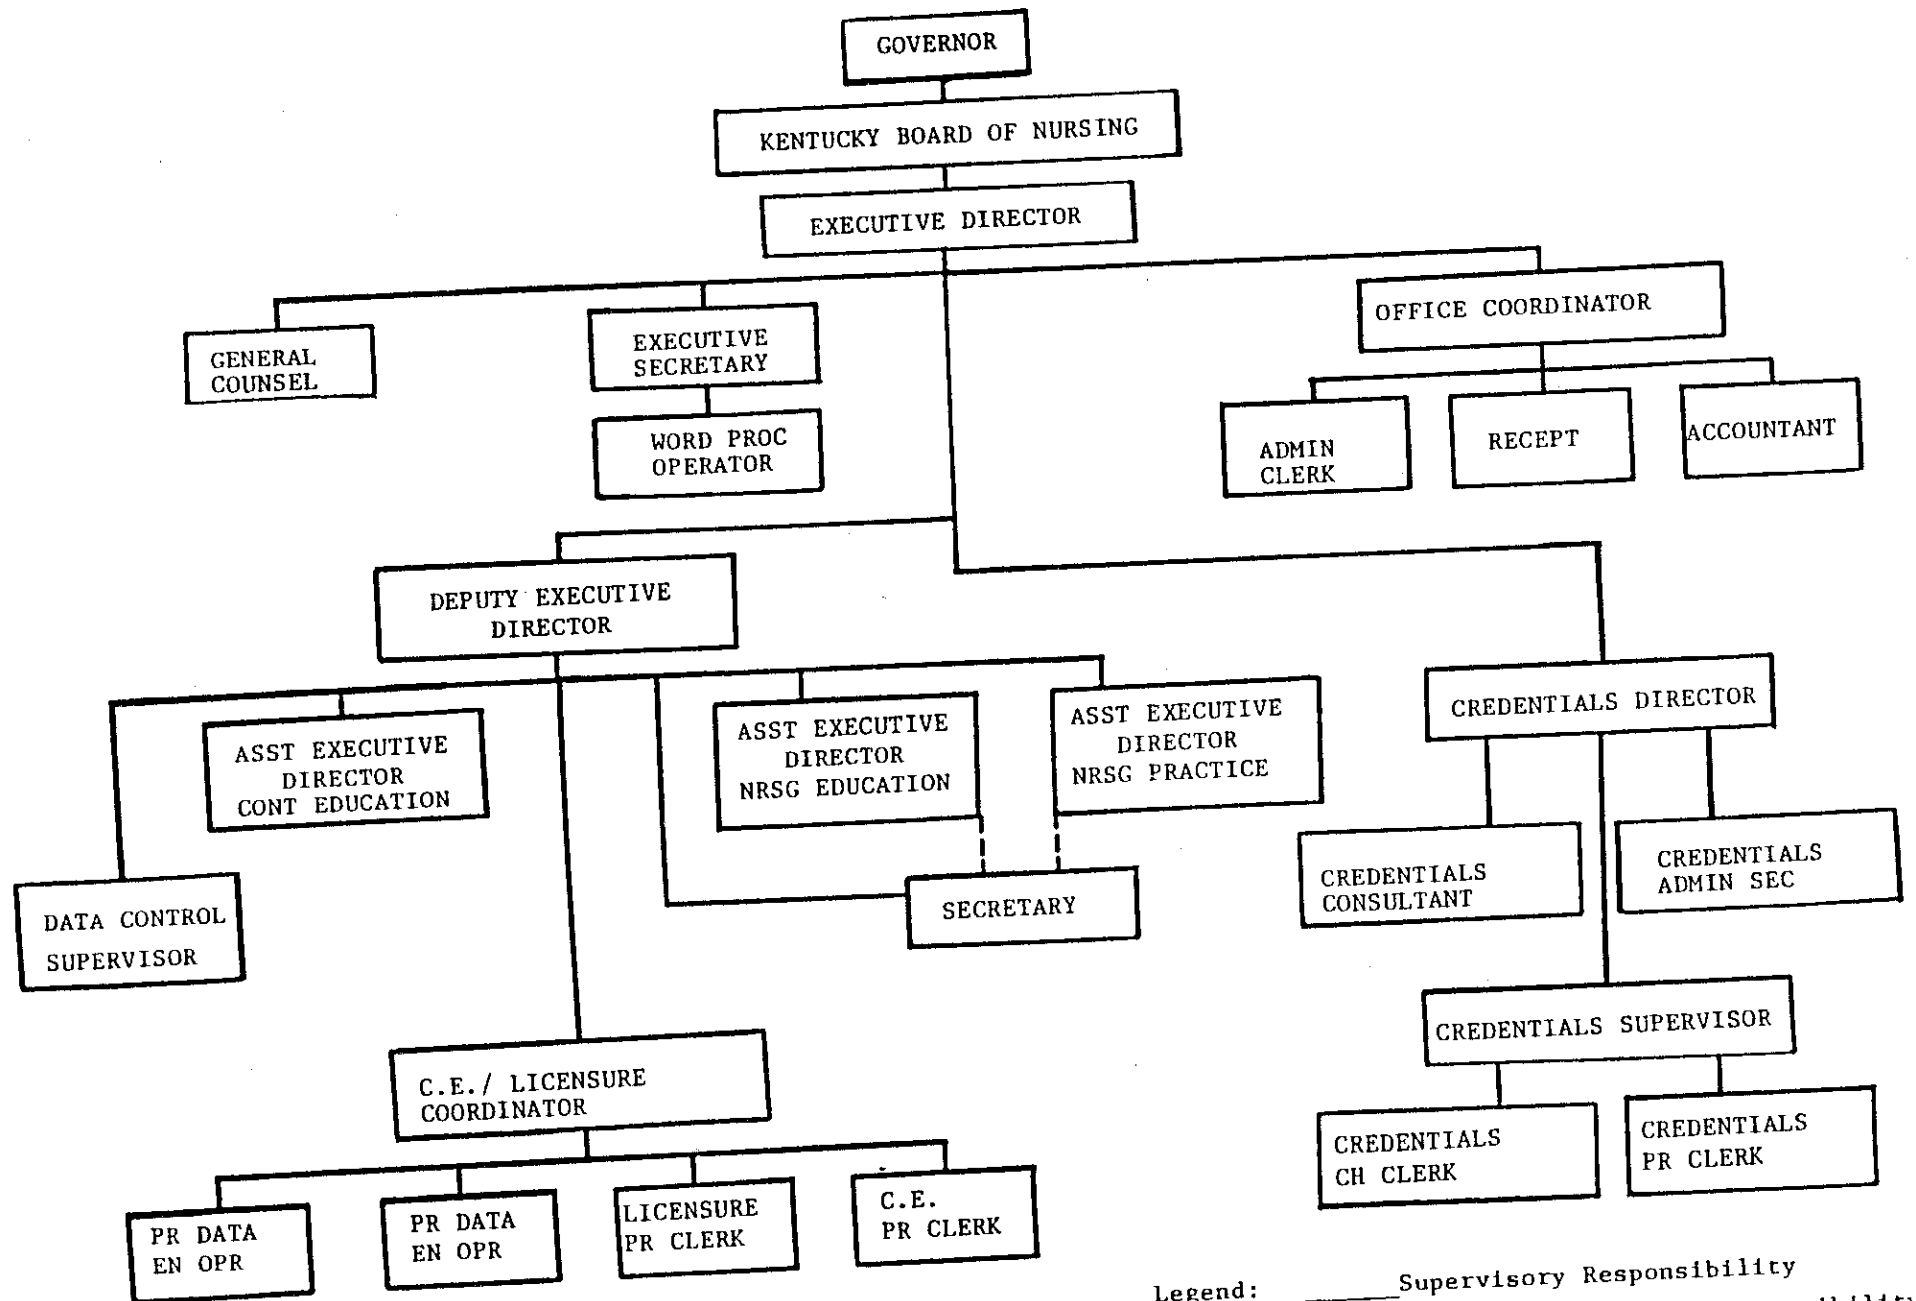 GOVERNOR
KENTUCKY BOARD OF NURSING
EXECUTIVE DIRECTOR
GENERAL
COUNSEL
EXECUTIVE
SECRETARY
OFFICE COORDINATOR
WORD PROC
OPERATOR
ADMIN
CLERK
RECEPT
ACCOUNTANT
DEPUTY EXECUTIVE
DIRECTOR
ASST EXECUTIVE
DIRECTOR
CONT EDUCATION
ASST EXECUTIVE
DIRECTOR
NRSG EDUCATION
ASST EXECUTIVE
DIRECTOR
NRSG PRACTICE
CREDENTIALS DIRECTOR
DATA CONTROL
SUPERVISOR
SECRETARY
CREDENTIALS
CONSULTANT
CREDENTIALS
ADMIN SEC
CREDENTIALS SUPERVISOR
C.E./ LICENSURE
COORDINATOR
CREDENTIALS
CH CLERK
CREDENTIALS
PR CLERK
PR DATA
EN OPR
PR DATA
EN OPR
LICENSURE
PR CLERK
C.E.
PR CLERK
Legend: Supervisory Responsibility